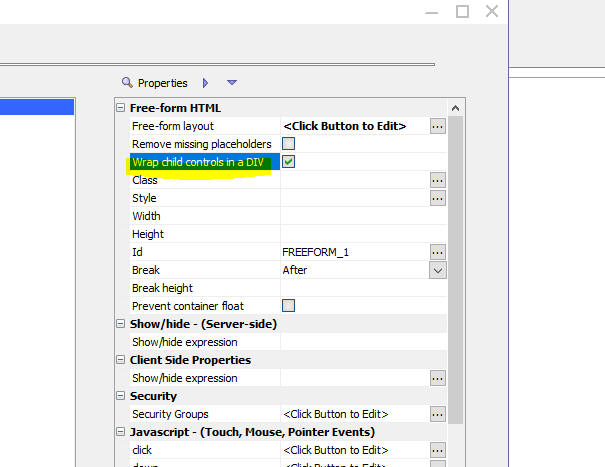 Properties
Free-form HTML
Free-form layout <Click Button to Edit> ...
Remove missing placeholders
Wrap child controls in a DIV
Class ...
Style ...
Width
Height
Id FREEFORM_1 ...
Break After
Break height
Prevent container float
Show/hide - (Server-side)
Show/hide expression
Client Side Properties
Show/hide expression ...
Security
Security Groups <Click Button to Edit> ...
Javascript - (Touch, Mouse, Pointer Events)
click <Click Button to Edit> ...
down <Click Button to Edit> ...